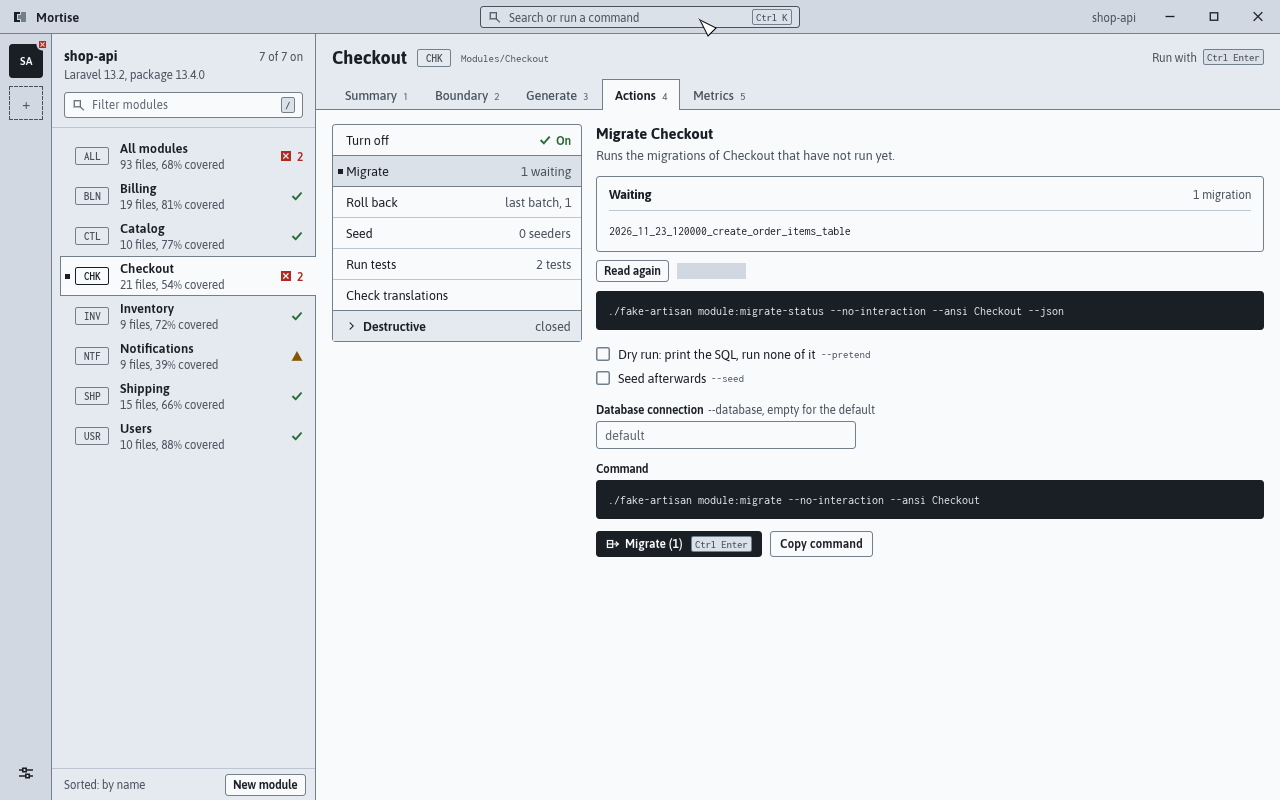 Mortise
Search or run a command Ctrl K
shop-api
SA
+
shop-api 7 of 7 on
Laravel 13.2, package 13.4.0
Filter modules /
ALL All modules 2
93 files, 68% covered
BLN Billing
19 files, 81% covered
CTL Catalog
10 files, 77% covered
CHK Checkout 2
21 files, 54% covered
INV Inventory
9 files, 72% covered
NTF Notifications
9 files, 39% covered
SHP Shipping
15 files, 66% covered
USR Users
10 files, 88% covered
Sorted: by name New module
Checkout CHK Modules/Checkout Run with Ctrl Enter
Summary 1 Boundary 2 Generate 3 Actions 4 Metrics 5
Turn off On
Migrate 1 waiting
Roll back last batch, 1
Seed 0 seeders
Run tests 2 tests
Check translations
Destructive closed
Migrate Checkout
Runs the migrations of Checkout that have not run yet.
Waiting 1 migration
2026_11_23_120000_create_order_items_table
Read again
./fake-artisan module:migrate-status --no-interaction --ansi Checkout --json
Dry run: print the SQL, run none of it --pretend
Seed afterwards --seed
Database connection --database, empty for the default
default
Command
./fake-artisan module:migrate --no-interaction --ansi Checkout
Migrate (1) Ctrl Enter Copy command